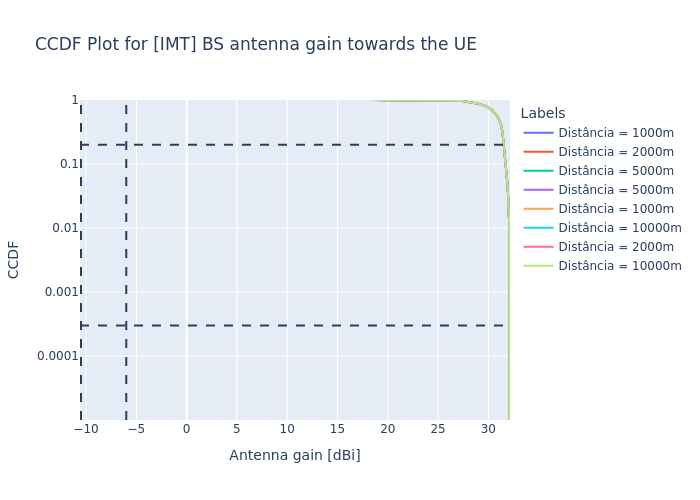 CCDF Plot for [IMT] BS antenna gain towards the UE
Labels
Distância = 1000m
Distância = 2000m
Distância = 5000m
Distância = 5000m
Distância = 1000m
Distância = 10000m
Distância = 2000m
Distância = 10000m
CCDF
1
0.1
0.01
0.001
0.0001
−10 −5 0 5 10 15 20 25 30
Antenna gain [dBi]